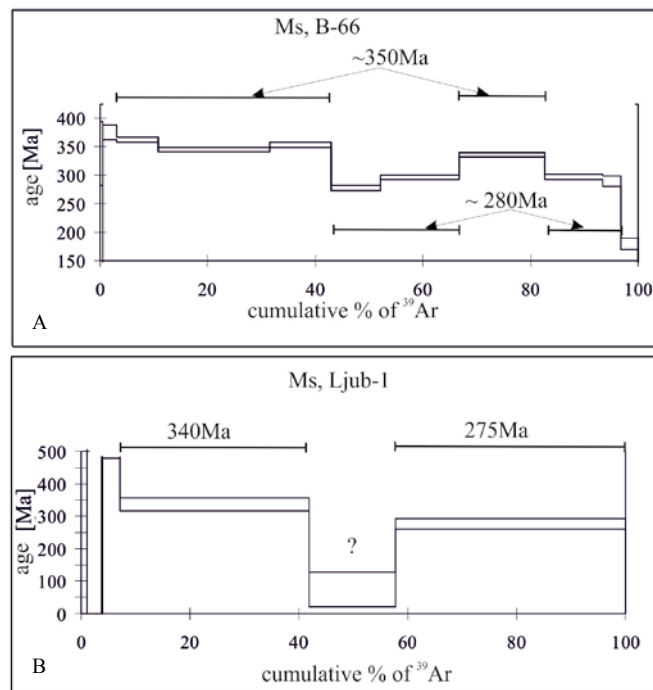 Ms, B-66
~350Ma
400
350
300
250
200
150
age [Ma]
~ 280Ma
0 20 40 60 80 100
A
cumulative % of ³⁹Ar
Ms, Ljub-1
340Ma 275Ma
500
400
300
200
100
0
age [Ma]
?
0 20 40 60 80 100
B
cumulative % of ³⁹Ar